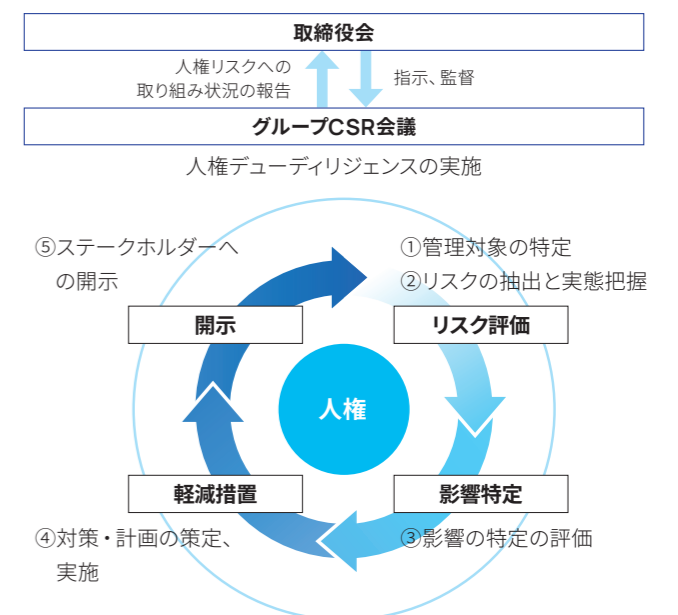 取締役会
人権リスクへの
取り組み状況の報告
指示、監督
グループCSR会議
人権デューディリジェンスの実施
⑤ステークホルダーへ
の開示
①管理対象の特定
②リスクの抽出と実態把握
開示
リスク評価
人権
軽減措置
影響特定
④対策・計画の策定、
実施
③影響の特定の評価